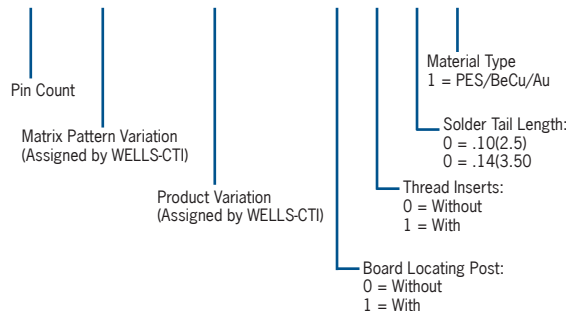 Material Type
1 = PES/BeCu/Au
Pin Count
Solder Tail Length:
0 = .10(2.5)
0 = .14(3.50
Matrix Pattern Variation
(Assigned by WELLS-CTI)
Thread Inserts:
0 = Without
1 = With
Product Variation
(Assigned by WELLS-CTI)
Board Locating Post:
0 = Without
1 = With